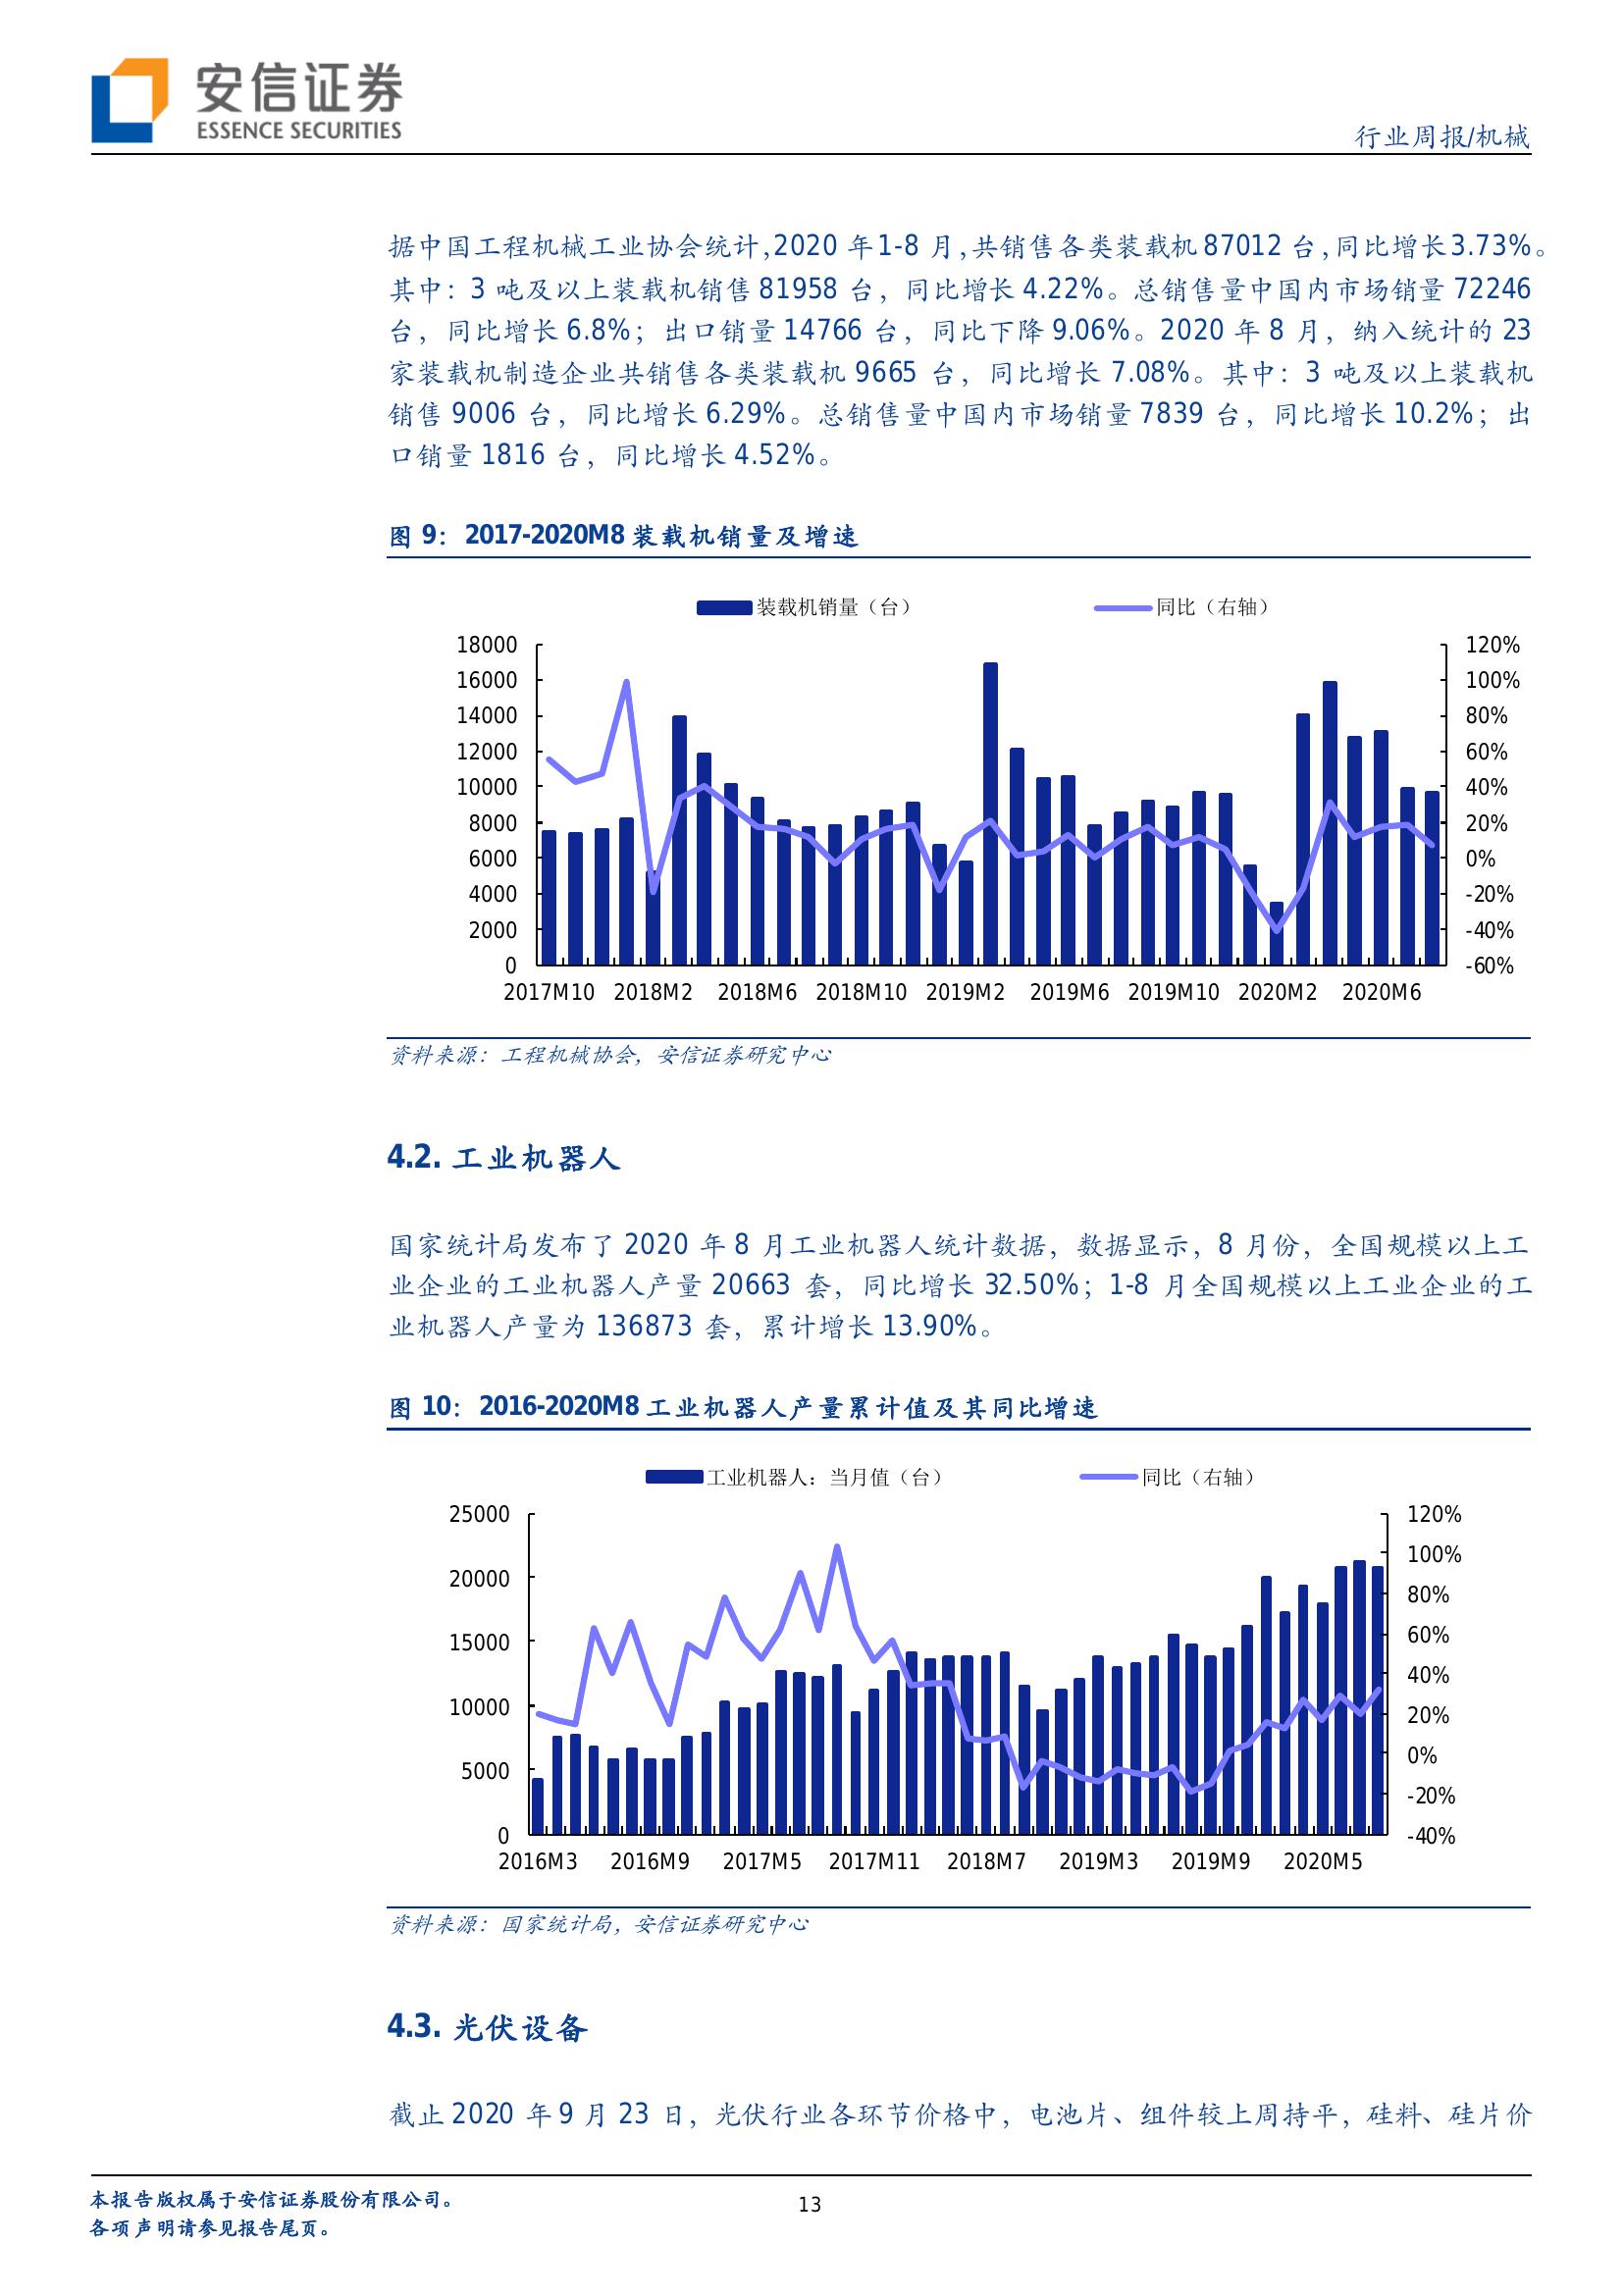 安信证券
ESSENCE SECURITIES
行业周报/机械
据中国工程机械工业协会统计,2020 年1-8 月,共销售各类装载机87012 台,同比增长3.73%。
其中：3 吨及以上装载机销售 81958 台，同比增长 4.22%。总销售量中国内市场销量 72246
台，同比增长 6.8%；出口销量 14766 台，同比下降 9.06%。2020 年 8 月，纳入统计的 23
家装载机制造企业共销售各类装载机 9665 台，同比增长 7.08%。其中：3 吨及以上装载机
销售 9006 台，同比增长 6.29%。总销售量中国内市场销量 7839 台，同比增长 10.2%；出
口销量 1816 台，同比增长 4.52%。
图 9：2017-2020M8 装载机销量及增速
装载机销量（台） 同比（右轴）
18000 120%
16000 100%
14000 80%
12000 60%
10000 40%
8000 20%
6000 0%
4000 -20%
2000 -40%
0 -60%
2017M10 2018M2 2018M6 2018M10 2019M2 2019M6 2019M10 2020M2 2020M6
资料来源：工程机械协会，安信证券研究中心
4.2. 工业机器人
国家统计局发布了 2020 年 8 月工业机器人统计数据，数据显示，8 月份，全国规模以上工
业企业的工业机器人产量 20663 套，同比增长 32.50%；1-8 月全国规模以上工业企业的工
业机器人产量为 136873 套，累计增长 13.90%。
图 10：2016-2020M8 工业机器人产量累计值及其同比增速
工业机器人：当月值（台） 同比（右轴）
25000 120%
100%
20000 80%
15000 60%
40%
10000 20%
5000 0%
-20%
0 -40%
2016M3 2016M9 2017M5 2017M11 2018M7 2019M3 2019M9 2020M5
资料来源：国家统计局，安信证券研究中心
4.3. 光伏设备
截止 2020 年 9 月 23 日，光伏行业各环节价格中，电池片、组件较上周持平，硅料、硅片价
本报告版权属于安信证券股份有限公司。
13
各项声明请参见报告尾页。